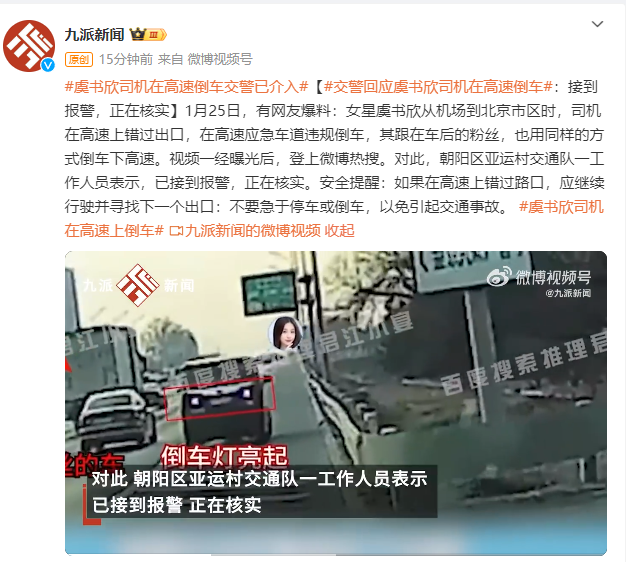 九派新闻
原创 15分钟前 来自 微博视频号
#虞书欣司机在高速倒车交警已介入#【#交警回应虞书欣司机在高速倒车#：接到
报警，正在核实】1月25日，有网友爆料：女星虞书欣从机场到北京市区时，司机
在高速上错过出口，在高速应急车道违规倒车，其跟在车后的粉丝，也用同样的方
式倒车下高速。视频一经曝光后，登上微博热搜。对此，朝阳区亚运村交通队一工
作人员表示，已接到报警，正在核实。安全提醒：如果在高速上错过路口，应继续
行驶并寻找下一个出口：不要急于停车或倒车，以免引起交通事故。 #虞书欣司机
在高速上倒车# 九派新闻的微博视频 收起
九派 新闻
微博视频号
@九派新闻
君江小宴
百度搜索推理君
倒车灯亮起
丝的车
对此 朝阳区亚运村交通队一工作人员表示
已接到报警 正在核实